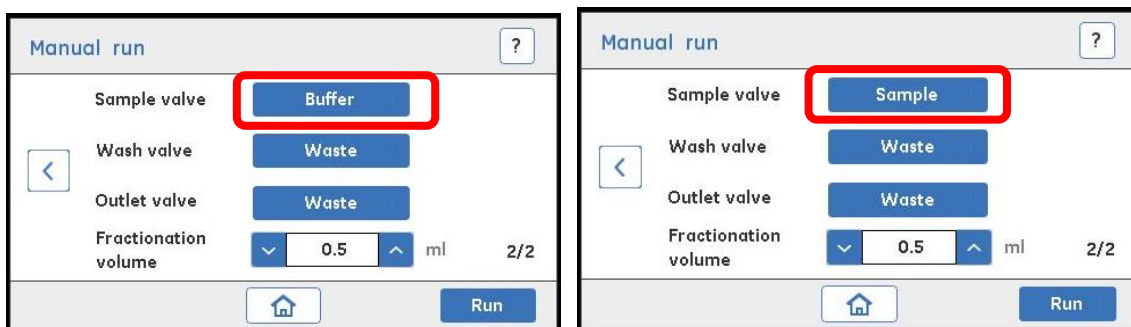 Manual run ?
Sample valve Buffer
Wash valve Waste
Outlet valve Waste
Fractionation
volume 0.5 ml 2/2
Run
Manual run ?
Sample valve Sample
Wash valve Waste
Outlet valve Waste
Fractionation
volume 0.5 ml 2/2
Run